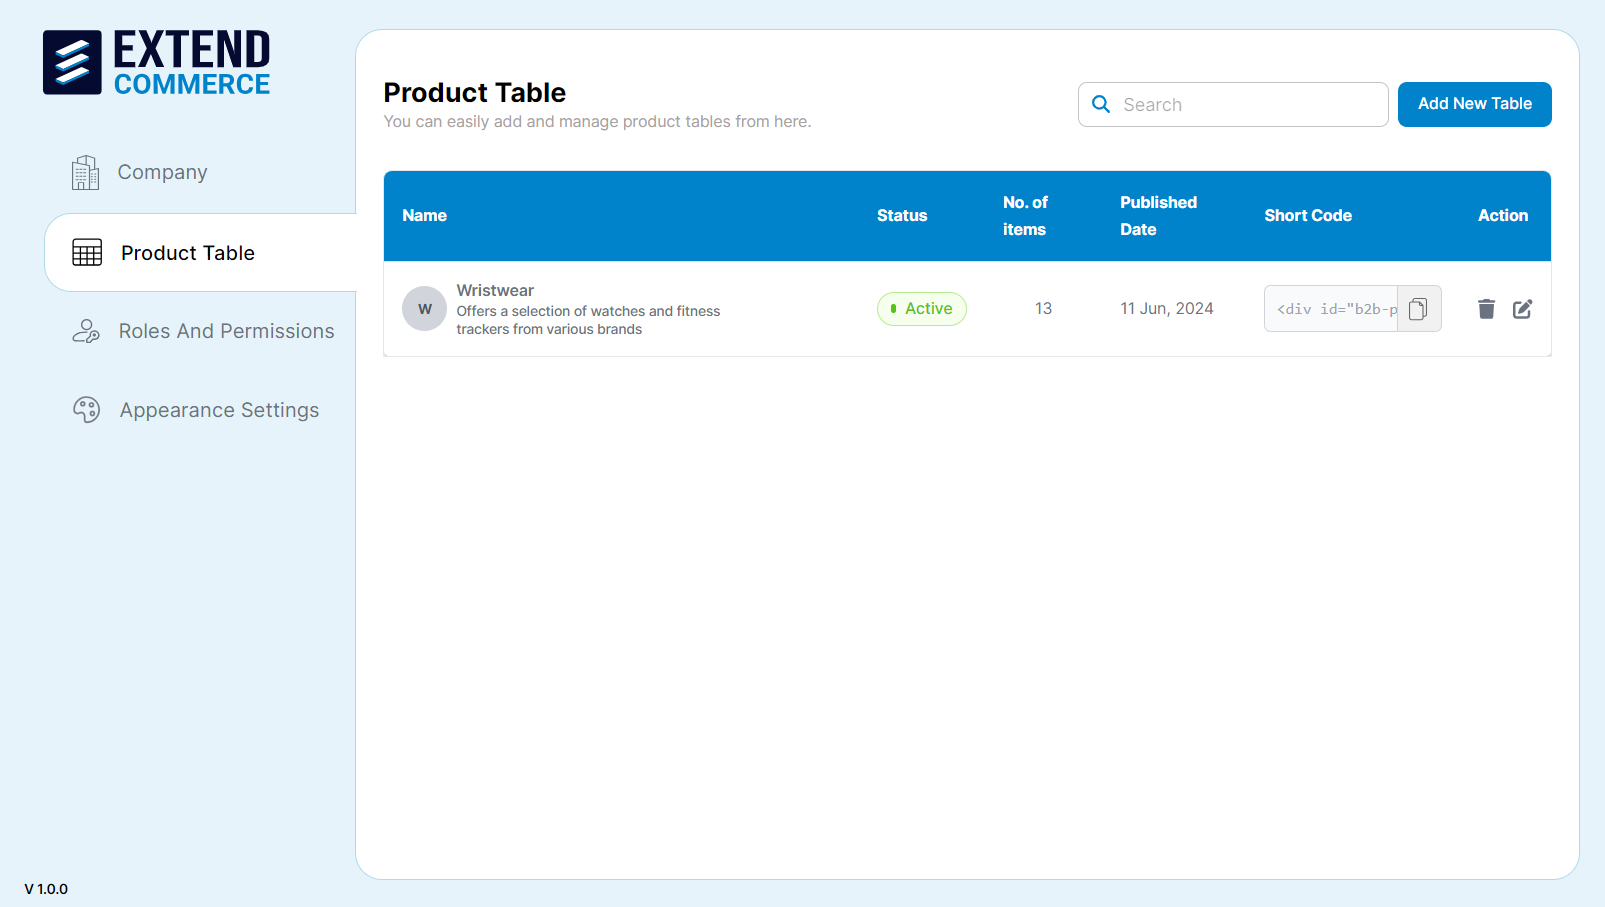 EXTEND
COMMERCE
Company
Product Table
Roles And Permissions
Appearance Settings
V 1.0.0
Product Table
You can easily add and manage product tables from here.
Search
Add New Table
Name
Status
No. of
items
Published
Date
Short Code
Action
W
Wristwear
Offers a selection of watches and fitness
trackers from various brands
Active
13
11 Jun, 2024
<div id="b2b-p